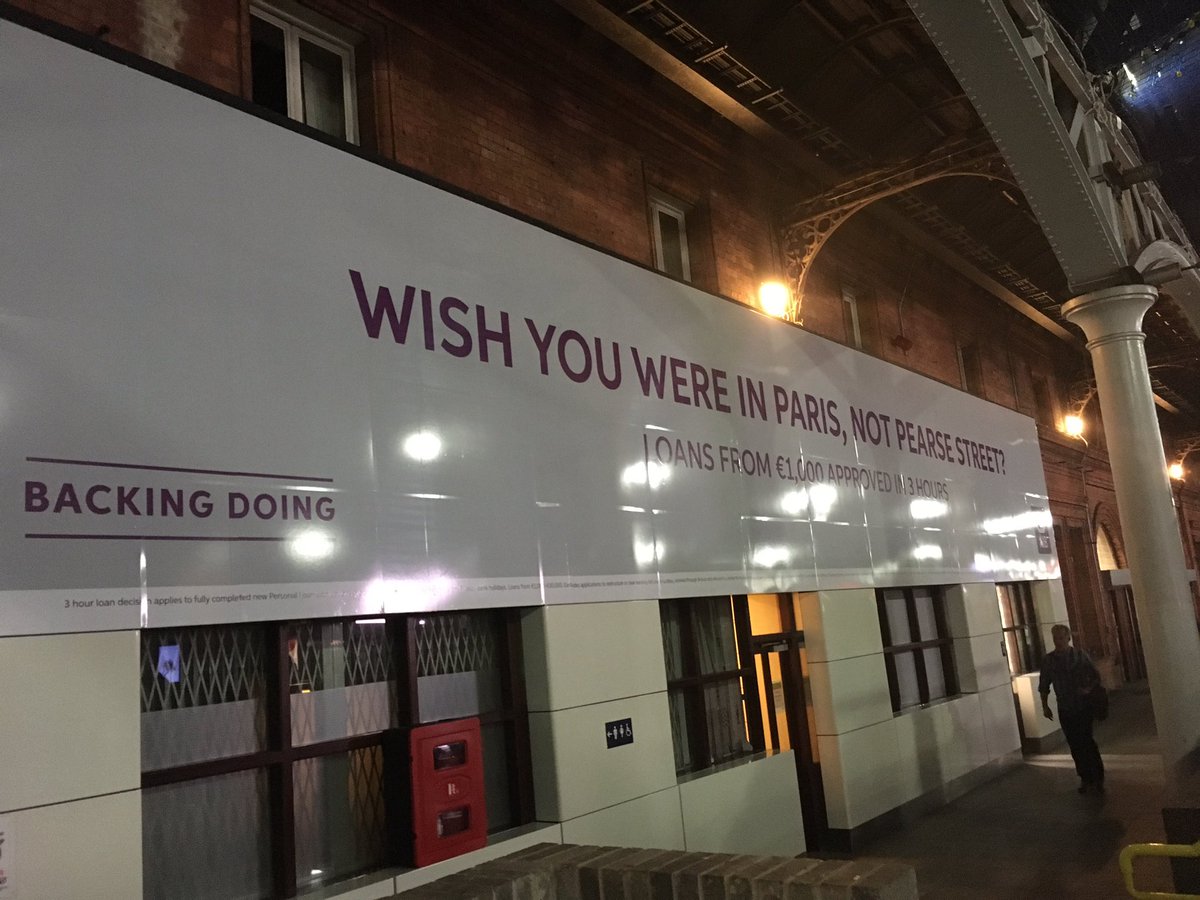 WISH YOU WERE IN PARIS, NOT PEARSE STREET?
LOANS FROM €1,000 APPROVED IN 3 HOURS
BACKING DOING
3 hour loan decision applies to fully completed new Personal